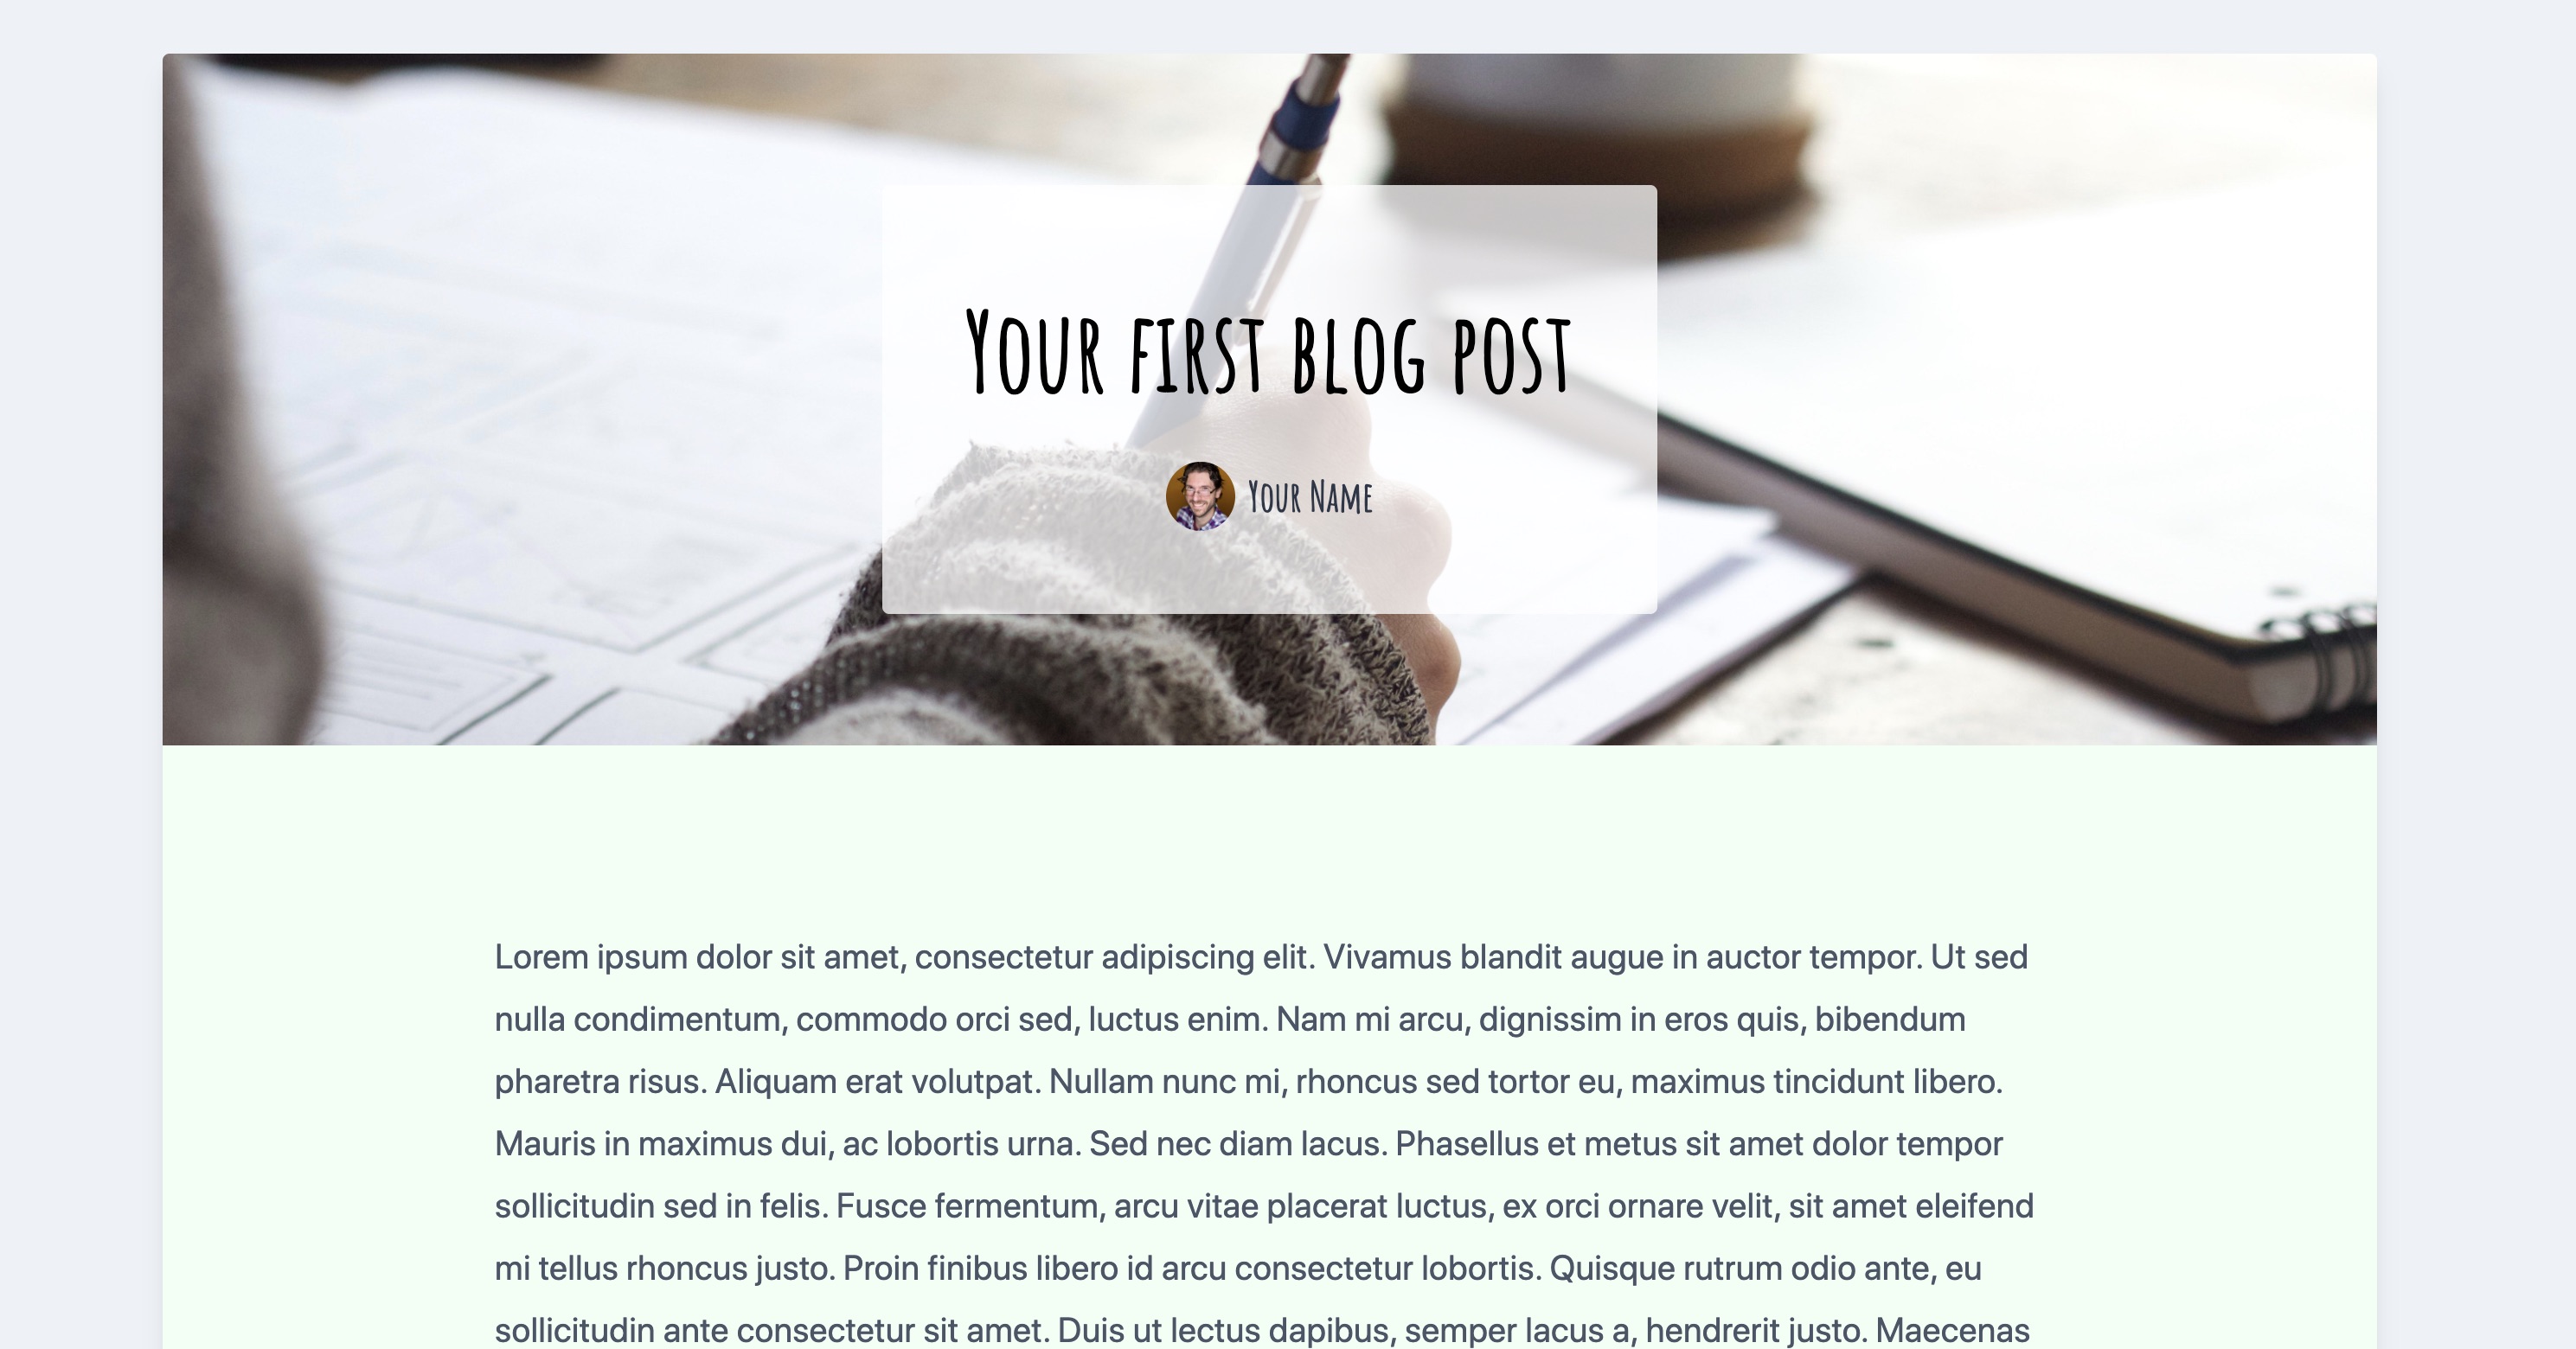 Your first blog post
Your Name
Lorem ipsum dolor sit amet, consectetur adipiscing elit. Vivamus blandit augue in auctor tempor. Ut sed
nulla condimentum, commodo orci sed, luctus enim. Nam mi arcu, dignissim in eros quis, bibendum
pharetra risus. Aliquam erat volutpat. Nullam nunc mi, rhoncus sed tortor eu, maximus tincidunt libero.
Mauris in maximus dui, ac lobortis urna. Sed nec diam lacus. Phasellus et metus sit amet dolor tempor
sollicitudin sed in felis. Fusce fermentum, arcu vitae placerat luctus, ex orci ornare velit, sit amet eleifend
mi tellus rhoncus justo. Proin finibus libero id arcu consectetur lobortis. Quisque rutrum odio ante, eu
sollicitudin ante consectetur sit amet. Duis ut lectus dapibus, semper lacus a, hendrerit justo. Maecenas